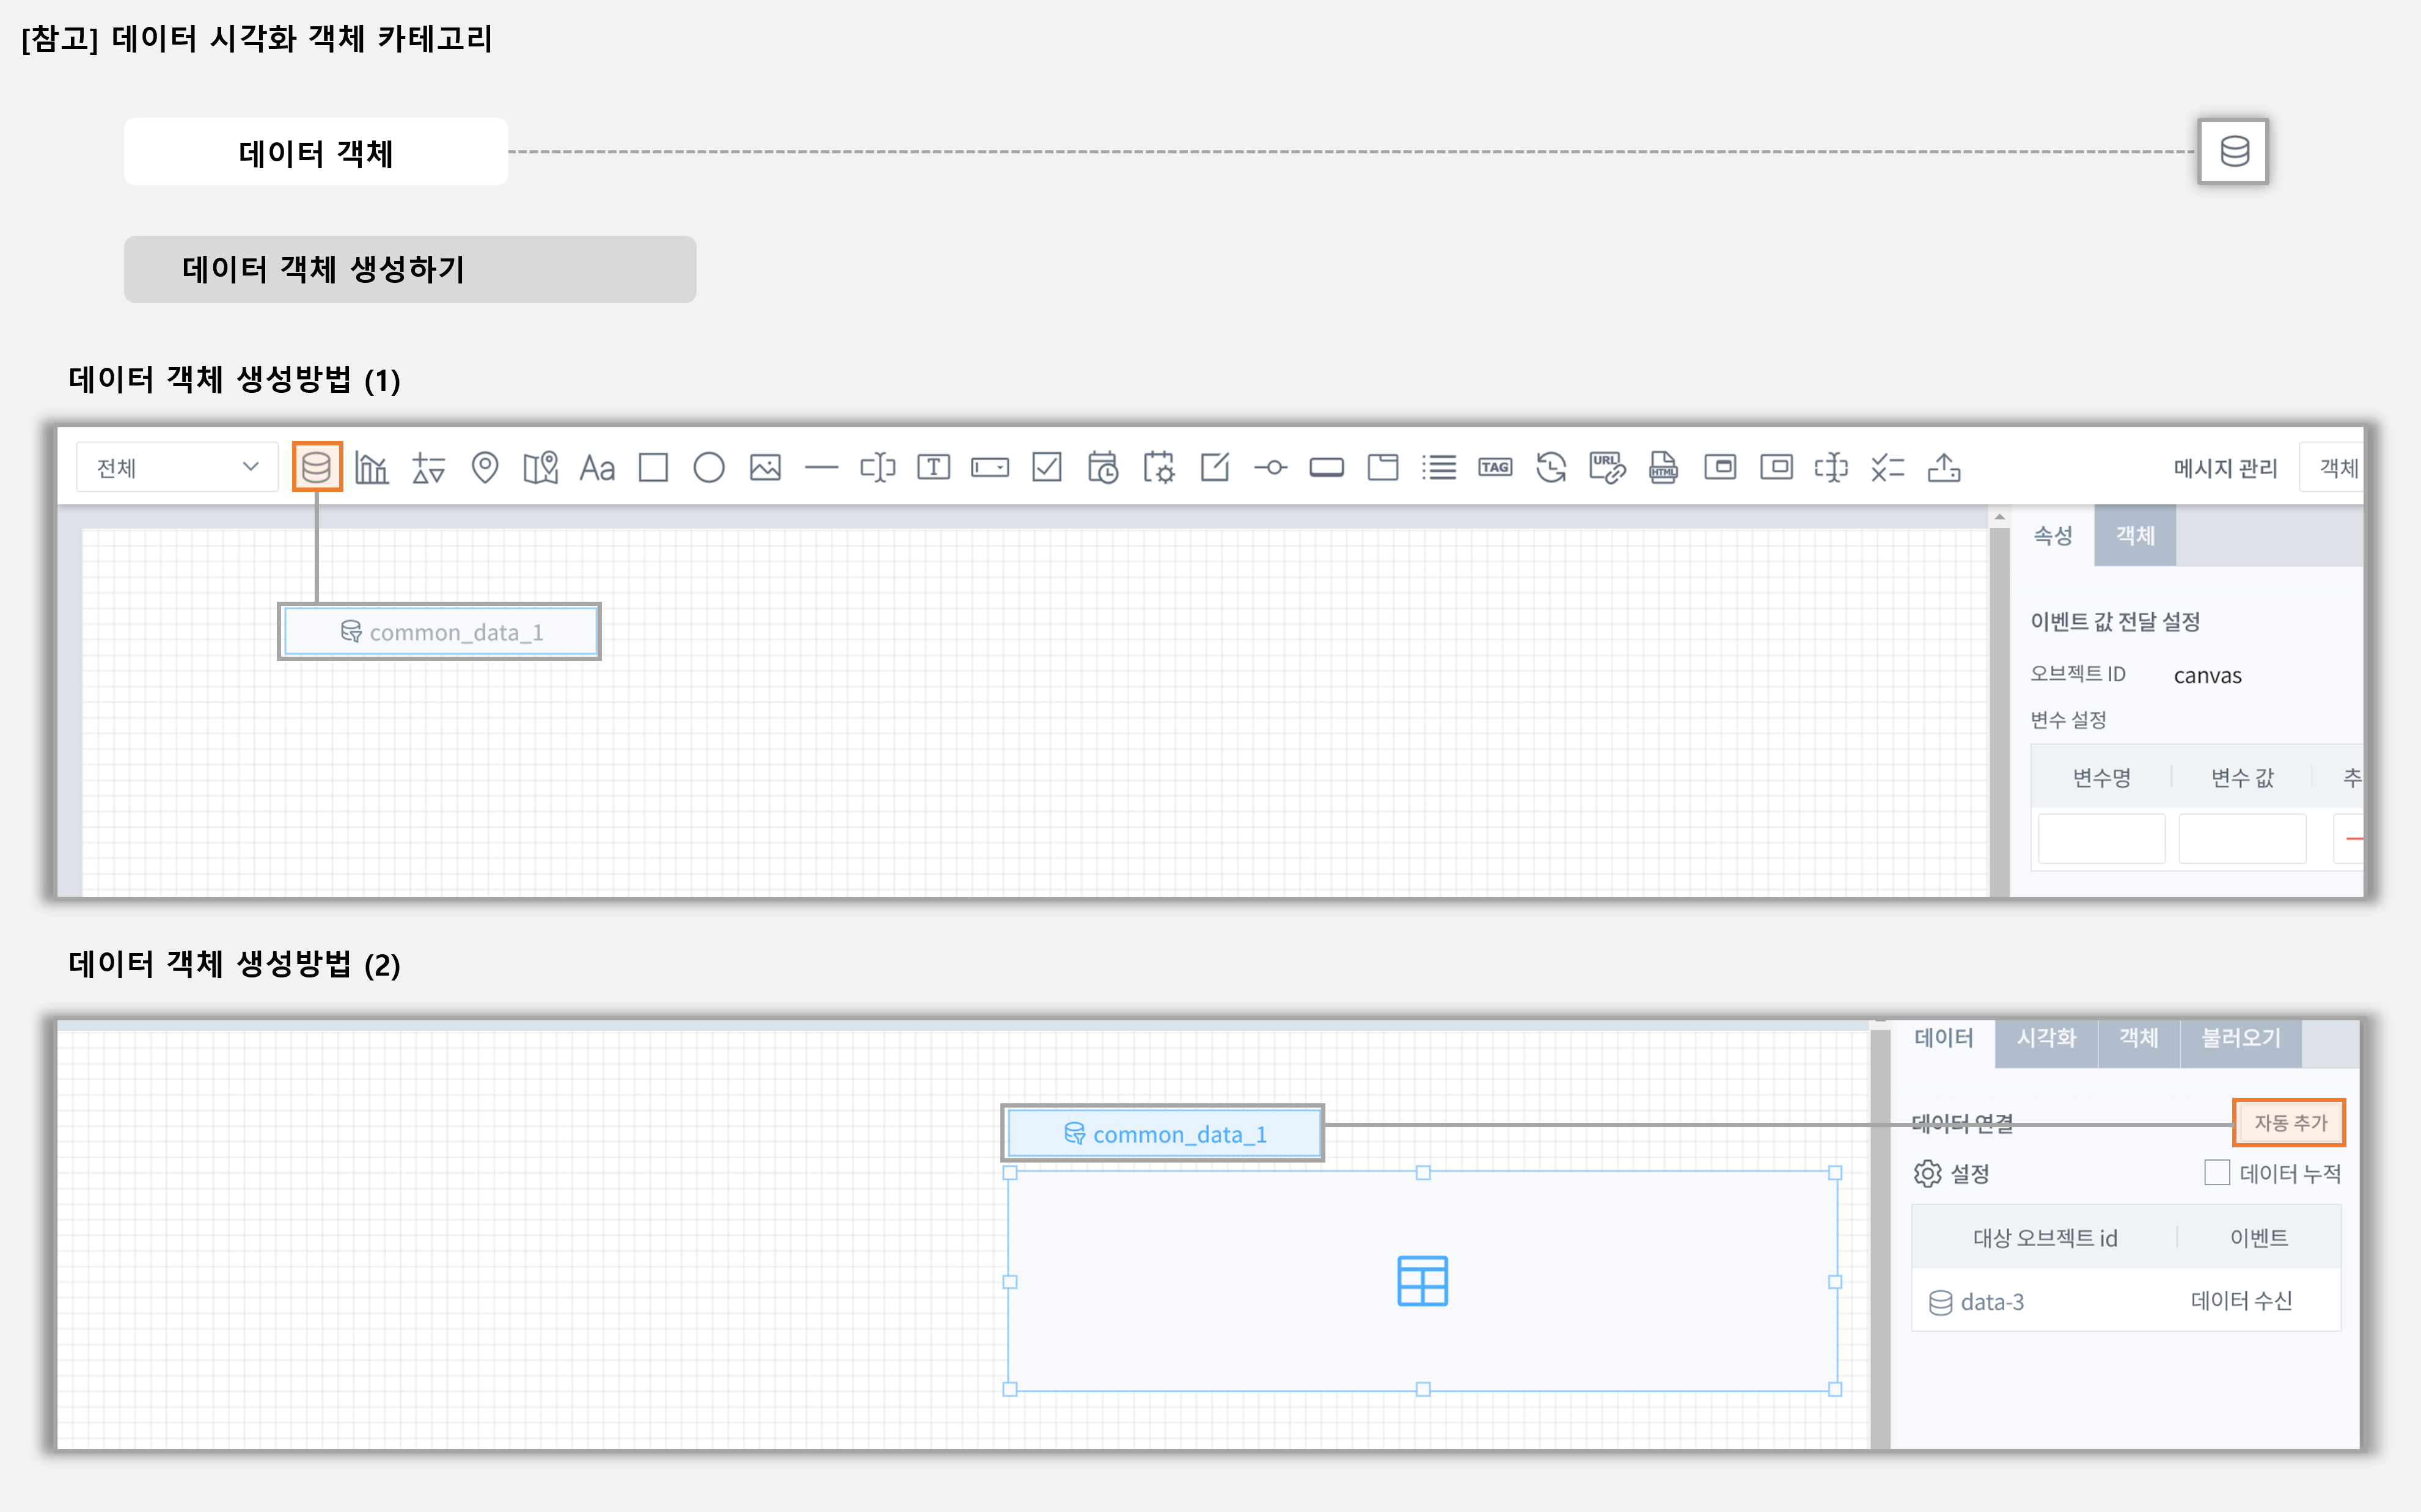 [참고] 데이터 시각화 객체 카테고리
데이터 객체
데이터 객체 생성하기
데이터 객체 생성방법 (1)
전체
Aa
T
TAG
URL
HTML
메시지 관리
객체
속성
객체
common_data_1
이벤트 값 전달 설정
오브젝트 ID canvas
변수 설정
변수명 변수 값 추
데이터 객체 생성방법 (2)
데이터 시각화 객체 불러오기
common_data_1
데이터 연결
자동 추가
설정
데이터 누적
대상 오브젝트 id 이벤트
data-3 데이터 수신